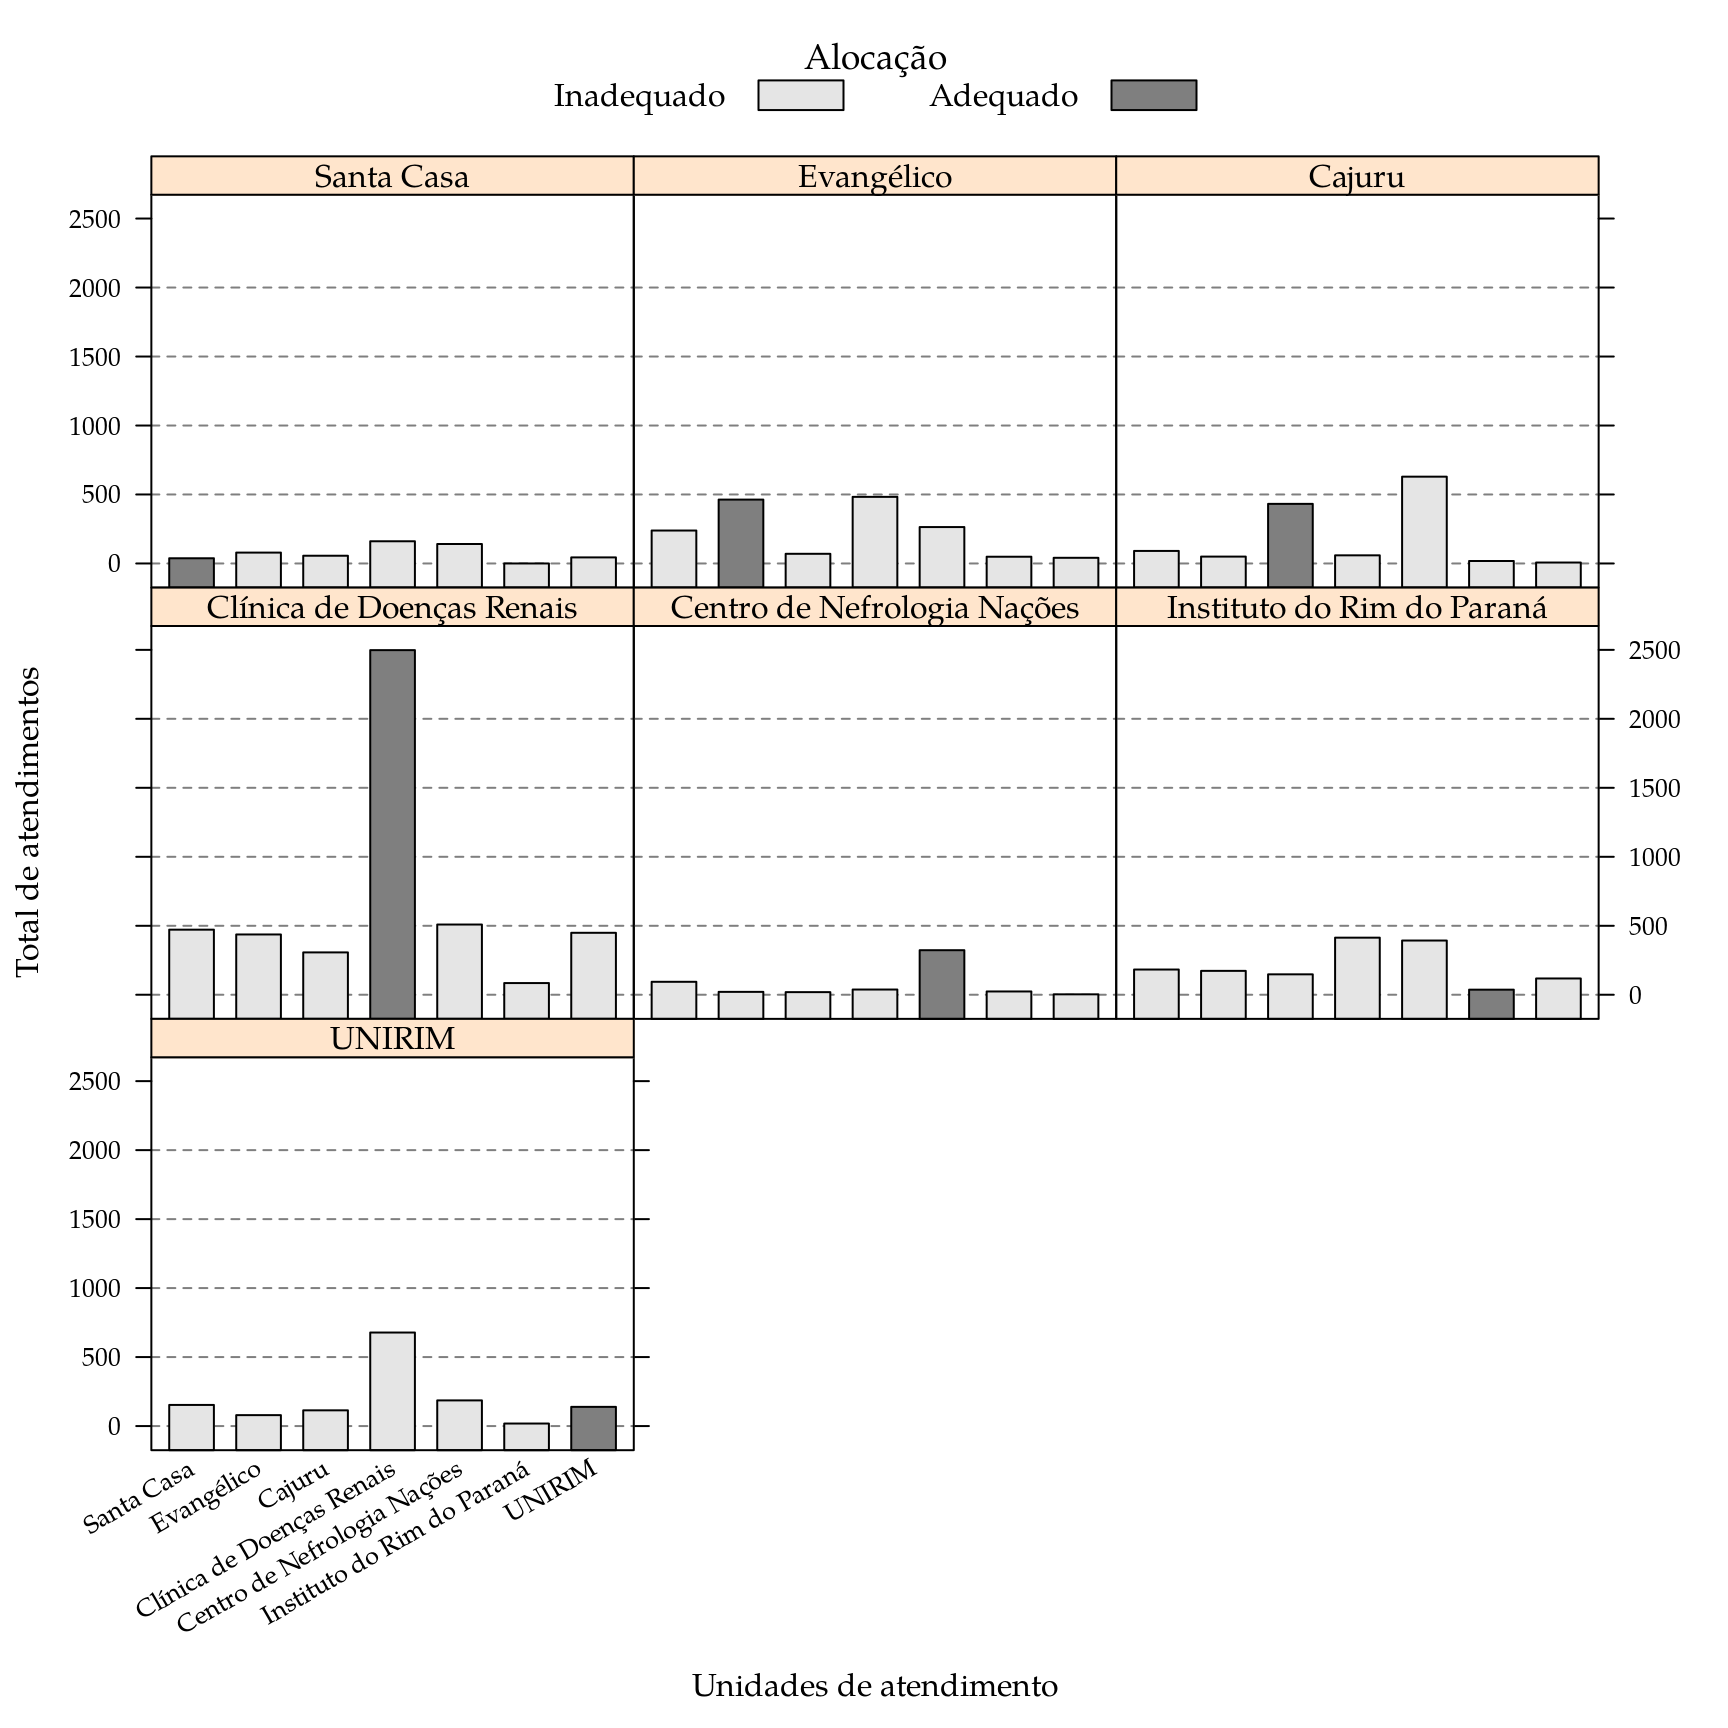 Alocação
Inadequado Adequado
Santa Casa Evangélico Cajuru
2500
2000
1500
1000
500
0
Clínica de Doenças Renais Centro de Nefrologia Nações Instituto do Rim do Paraná
2500
2000
1500
1000
500
0
Total de atendimentos
UNIRIM
2500
2000
1500
1000
500
0
Santa Casa
Evangélico
Cajuru
Clínica de Doenças Renais
Centro de Nefrologia Nações
Instituto do Rim do Paraná
UNIRIM
Unidades de atendimento